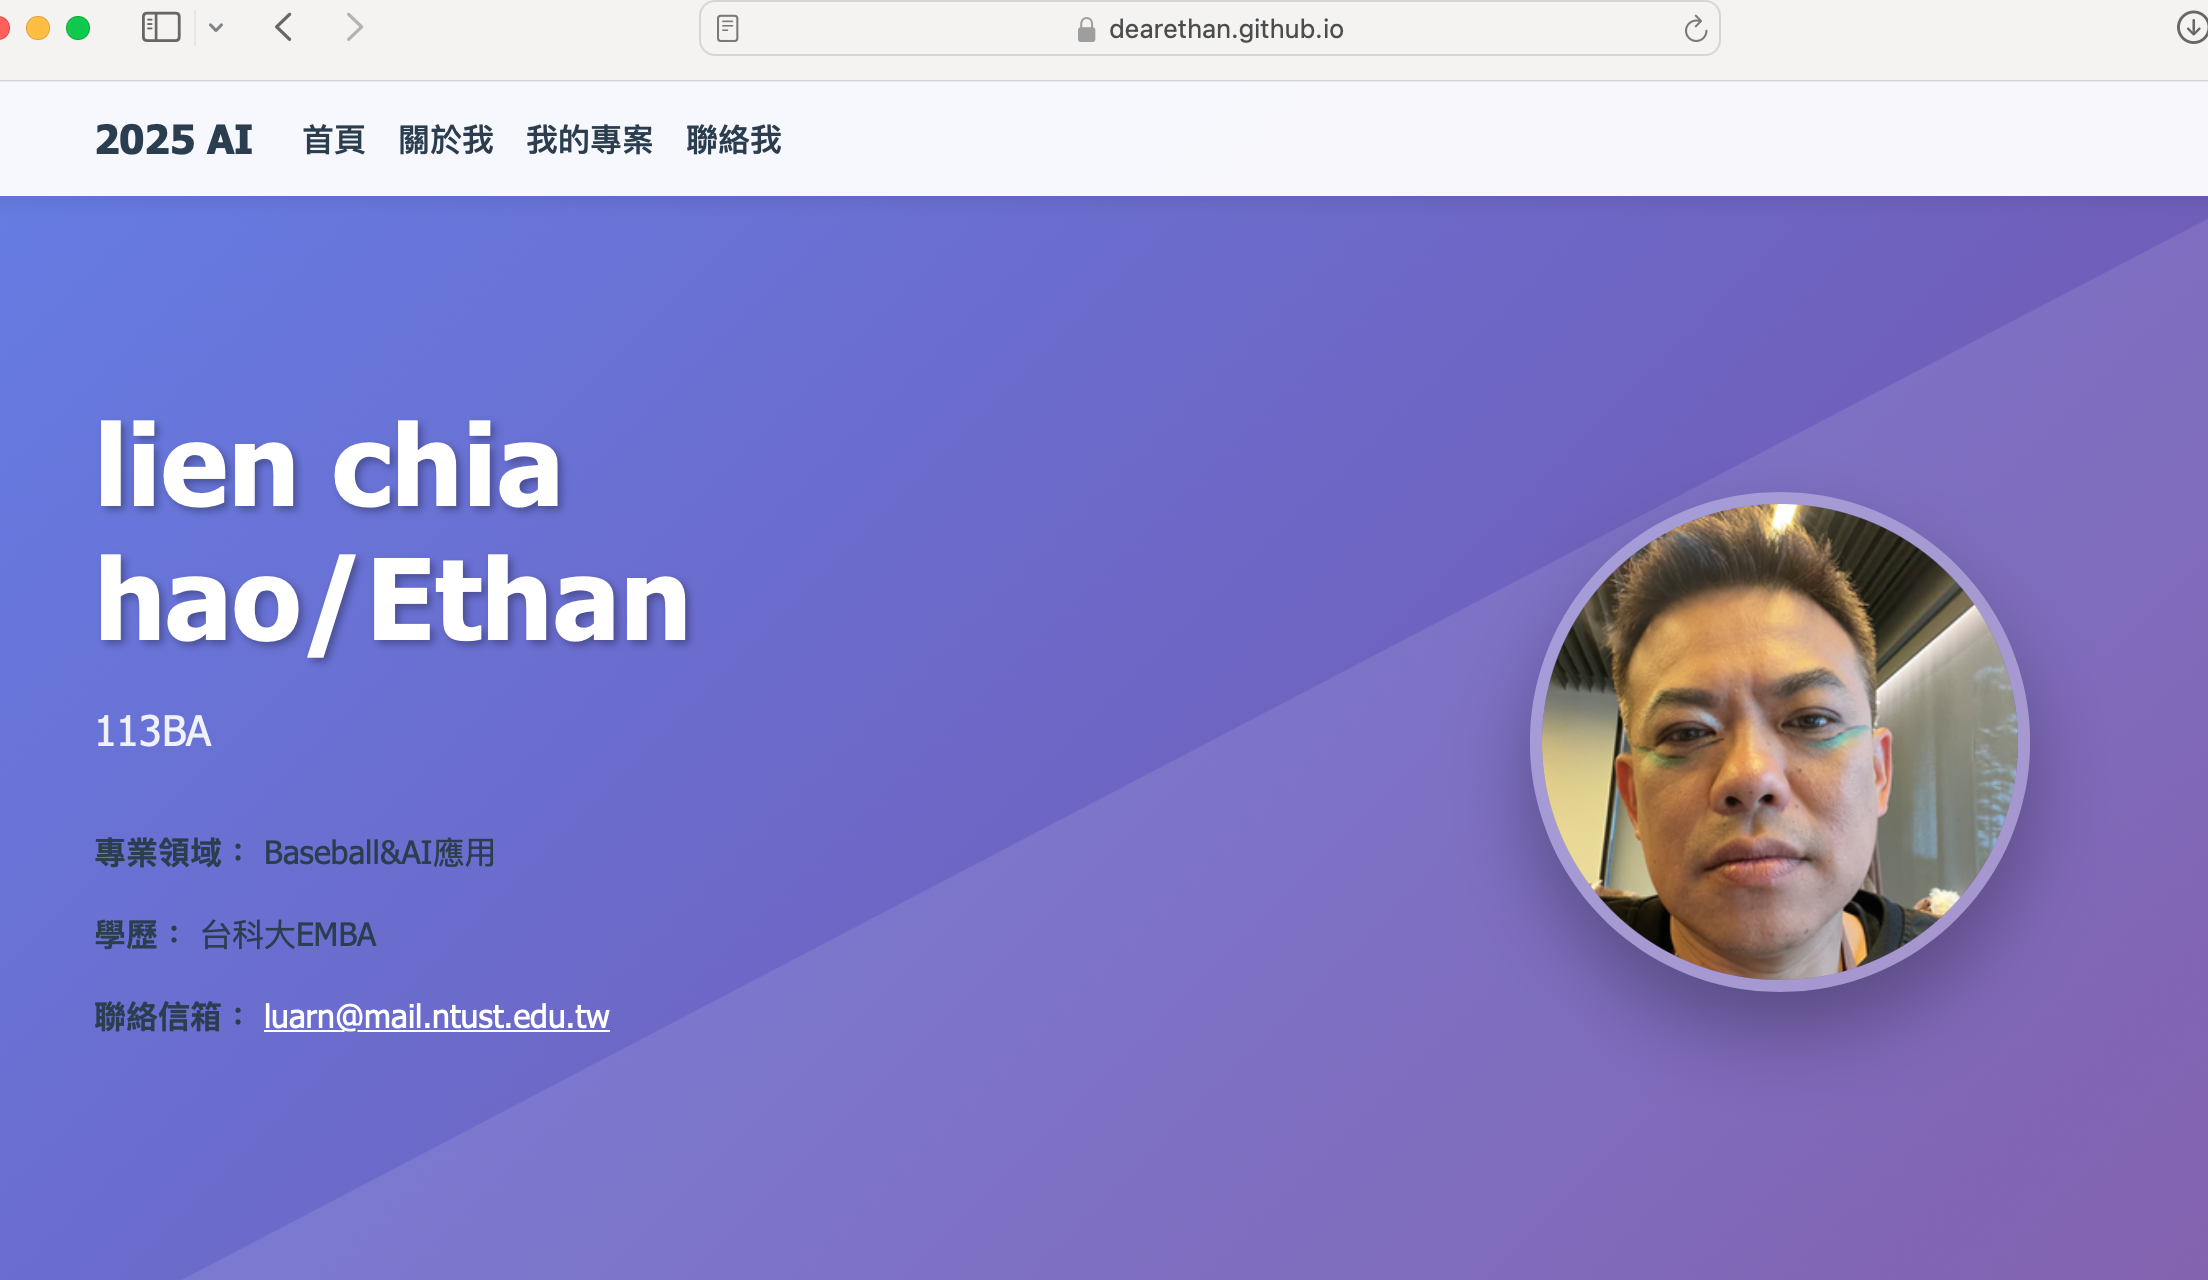 dearethan.github.io
2025 AI 首頁 關於我 我的專案 聯絡我
lien chia
hao/Ethan
113BA
專業領域： Baseball&AI應用
學歷： 台科大EMBA
聯絡信箱： luarn@mail.ntust.edu.tw